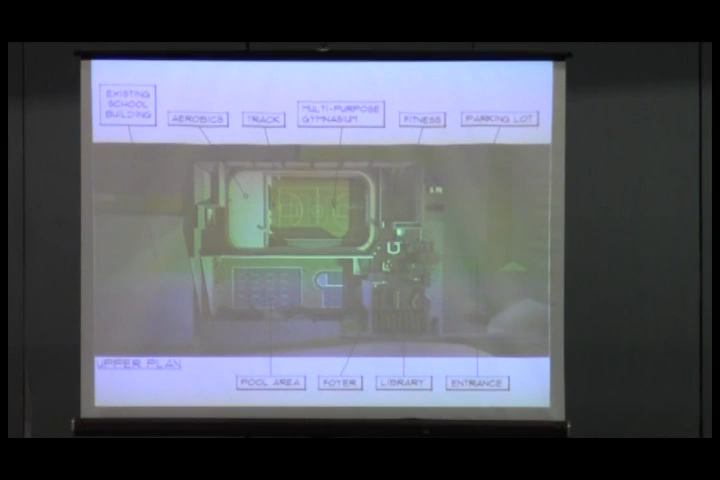 EXISTING
SCHOOL
BUILDING
AEROBICS
TRACK
MULTI-PURPOSE
GYMNASIUM
FITNESS
PARKING LOT
UPPER PLAN
POOL AREA
FOYER
LIBRARY
ENTRANCE